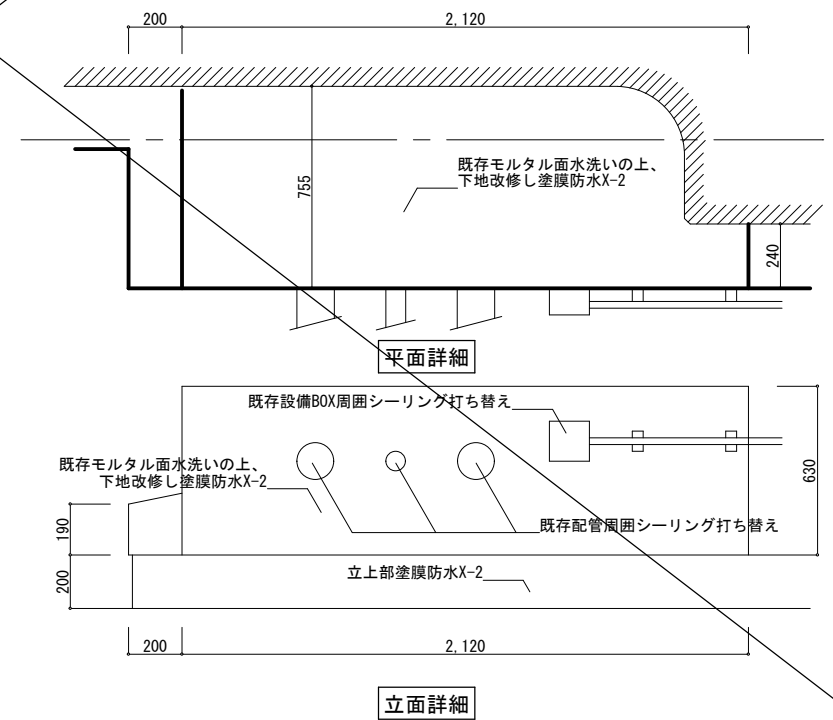 200
2,120
既存モルタル面水洗いの上、
下地改修し塗膜防水X-2
755
240
平面詳細
既存設備BOX周囲シーリング打ち替え
既存モルタル面水洗いの上、
下地改修し塗膜防水X-2
630
190
既存配管周囲シーリング打ち替え
200
立上部塗膜防水X-2
200
2,120
立面詳細